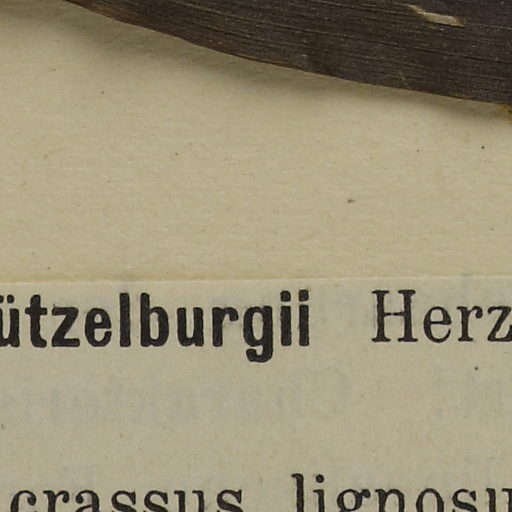 ützelburgii Herz
crassus lignosu